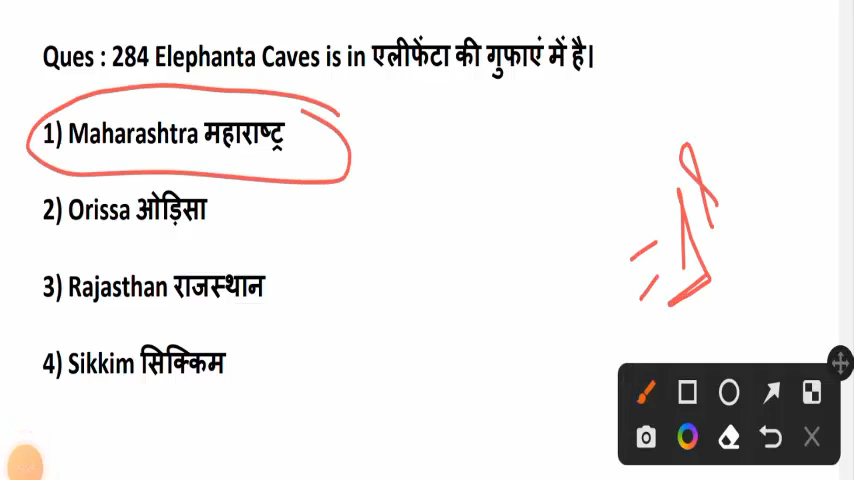 Ques : 284 Elephanta Caves is in एलीफेंटा की गुफाएं में है।
1) Maharashtra महाराष्ट्र
2) Orissa ओड़िसा
3) Rajasthan राजस्थान
4) Sikkim सिक्किम